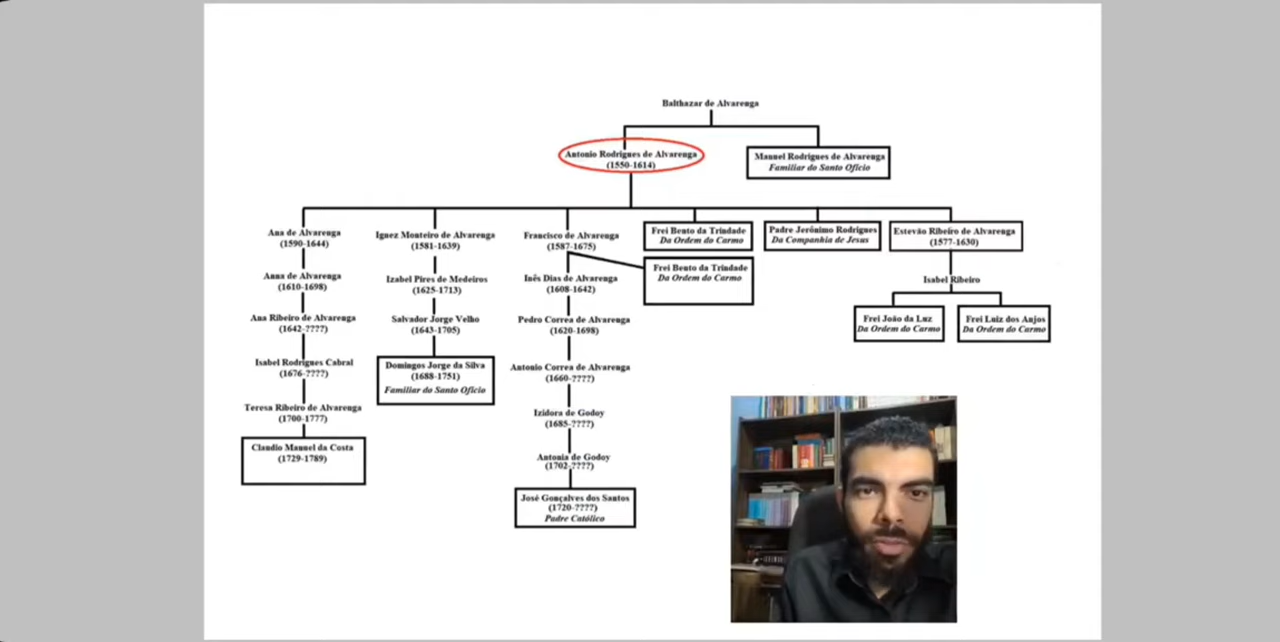 Balthazar de Alvarenga
Antonio Rodrigues de Alvarenga
(1550-1614)
Manuel Rodrigues de Alvarenga
Familiar do Santo Ofício
Ana de Alvarenga
(1590-1644)
Ignez Monteiro de Alvarenga
(1581-1639)
Francisco de Alvarenga
(1587-1675)
Frei Bento da Trindade
Da Ordem do Carmo
Padre Jerónimo Rodrigues
Da Companhia de Jesus
Estevão Ribeiro de Alvarenga
(1577-1630)
Anna de Alvarenga
(1610-1698)
Izabel Pires de Medeiros
(1625-1713)
Inês Dias de Alvarenga
(1608-1642)
Frei Bento da Trindade
Da Ordem do Carmo
Isabel Ribeiro
Ana Ribeiro de Alvarenga
(1642-????)
Salvador Jorge Velho
(1643-1705)
Pedro Correa de Alvarenga
(1620-1698)
Frei João da Luz
Da Ordem do Carmo
Frei Luiz dos Anjos
Da Ordem do Carmo
Isabel Rodrigues Cabral
(1676-????)
Domingos Jorge da Silva
(1688-1751)
Familiar do Santo Ofício
Antonio Correa de Alvarenga
(1660-????)
Teresa Ribeiro de Alvarenga
(1700-1777)
Izidora de Godoy
(1685-????)
Claudio Manuel da Costa
(1729-1789)
Antonia de Godoy
(1702-????)
José Gonçalves dos Santos
(1720-????)
Padre Católico